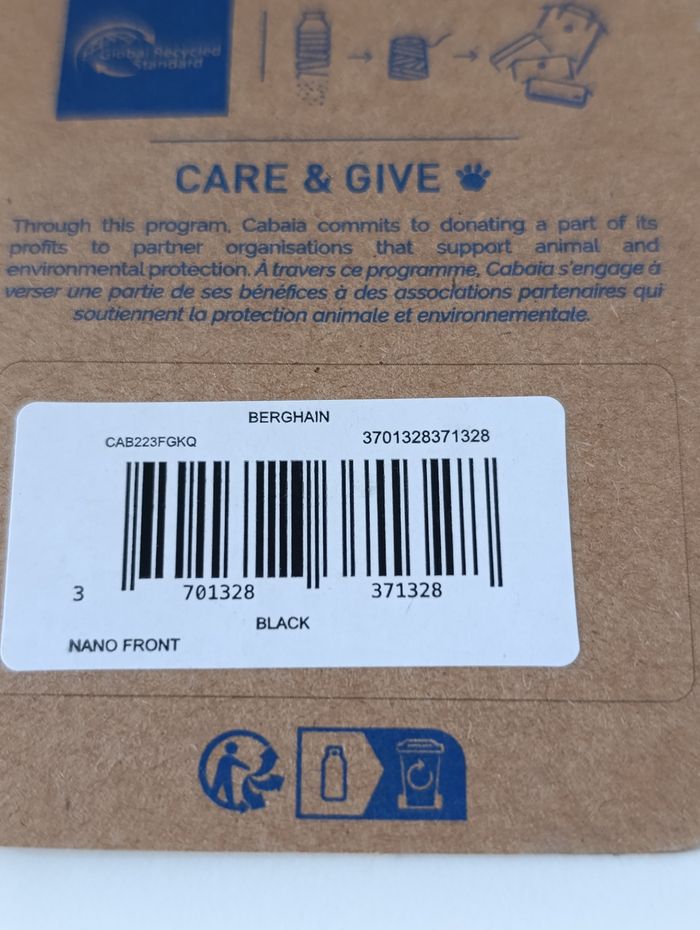 Global Recycled
Standard
CARE & GIVE
Through this program, Cabaia commits to donating a part of its
profits to partner organisations that support animal and
environmental protection. À travers ce programme, Cabaia s'engage à
verser une partie de ses bénéfices à des associations partenaires qui
soutiennent la protection animale et environnementale.
BERGHAIN
CAB223FGKQ 3701328371328
3 701328 371328
BLACK
NANO FRONT